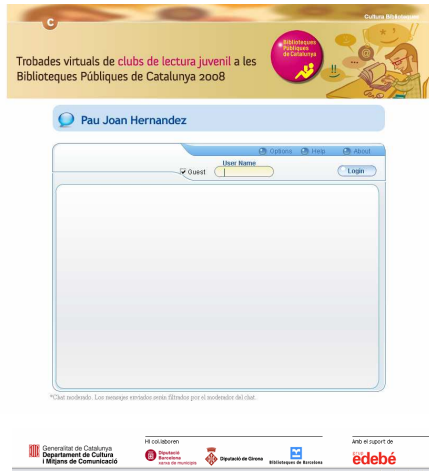 Cultura Biblioteques
C
Biblioteques
Públiques
de Catalunya
Trobades virtuals de clubs de lectura juvenil a les
Biblioteques Públiques de Catalunya 2008
Pau Joan Hernandez
Options Help About
User Name
Guest
Login
*Chat moderado. Los mensajes enviados serán filtrados por el moderador del chat.
Hi col·laboren
Amb el suport de
Generalitat de Catalunya
Departament de Cultura
i Mitjans de Comunicació
Diputació
Barcelona
xarxa de municipis
Diputació de Girona
Biblioteques de Barcelona
edebé